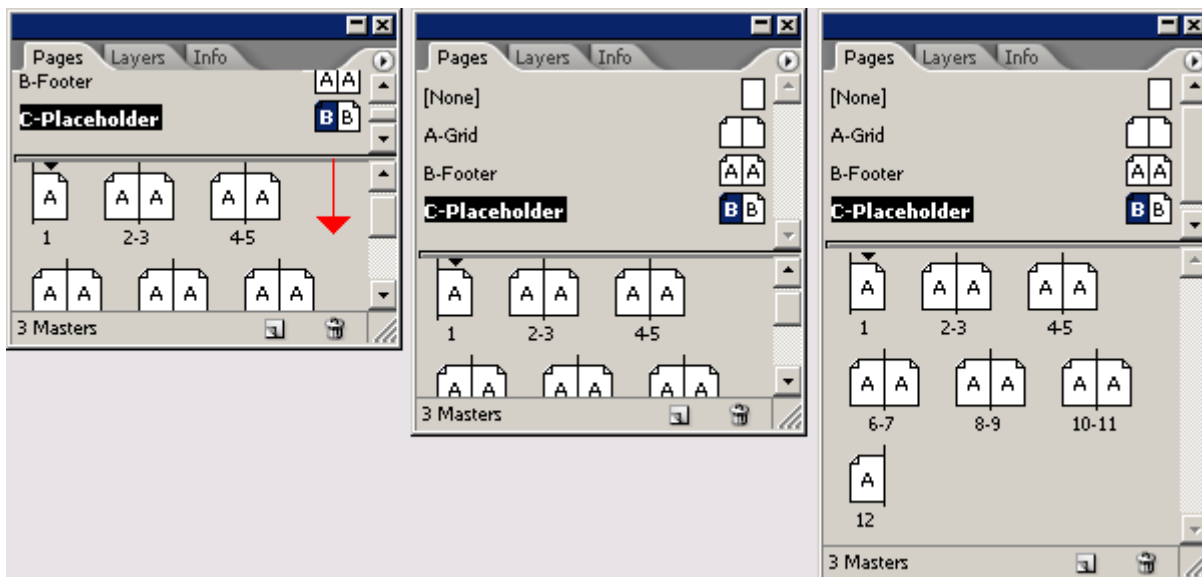 Pages Layers Info
B-Footer A A
C-Placeholder B B
A A A A A
1 2-3 4-5
A A A A A A
3 Masters
Pages Layers Info
[None]
A-Grid
B-Footer A A
C-Placeholder B B
A A A A A
1 2-3 4-5
A A A A A A
3 Masters
Pages Layers Info
[None]
A-Grid
B-Footer A A
C-Placeholder B B
A A A A A
1 2-3 4-5
A A A A A A
6-7 8-9 10-11
A
12
3 Masters